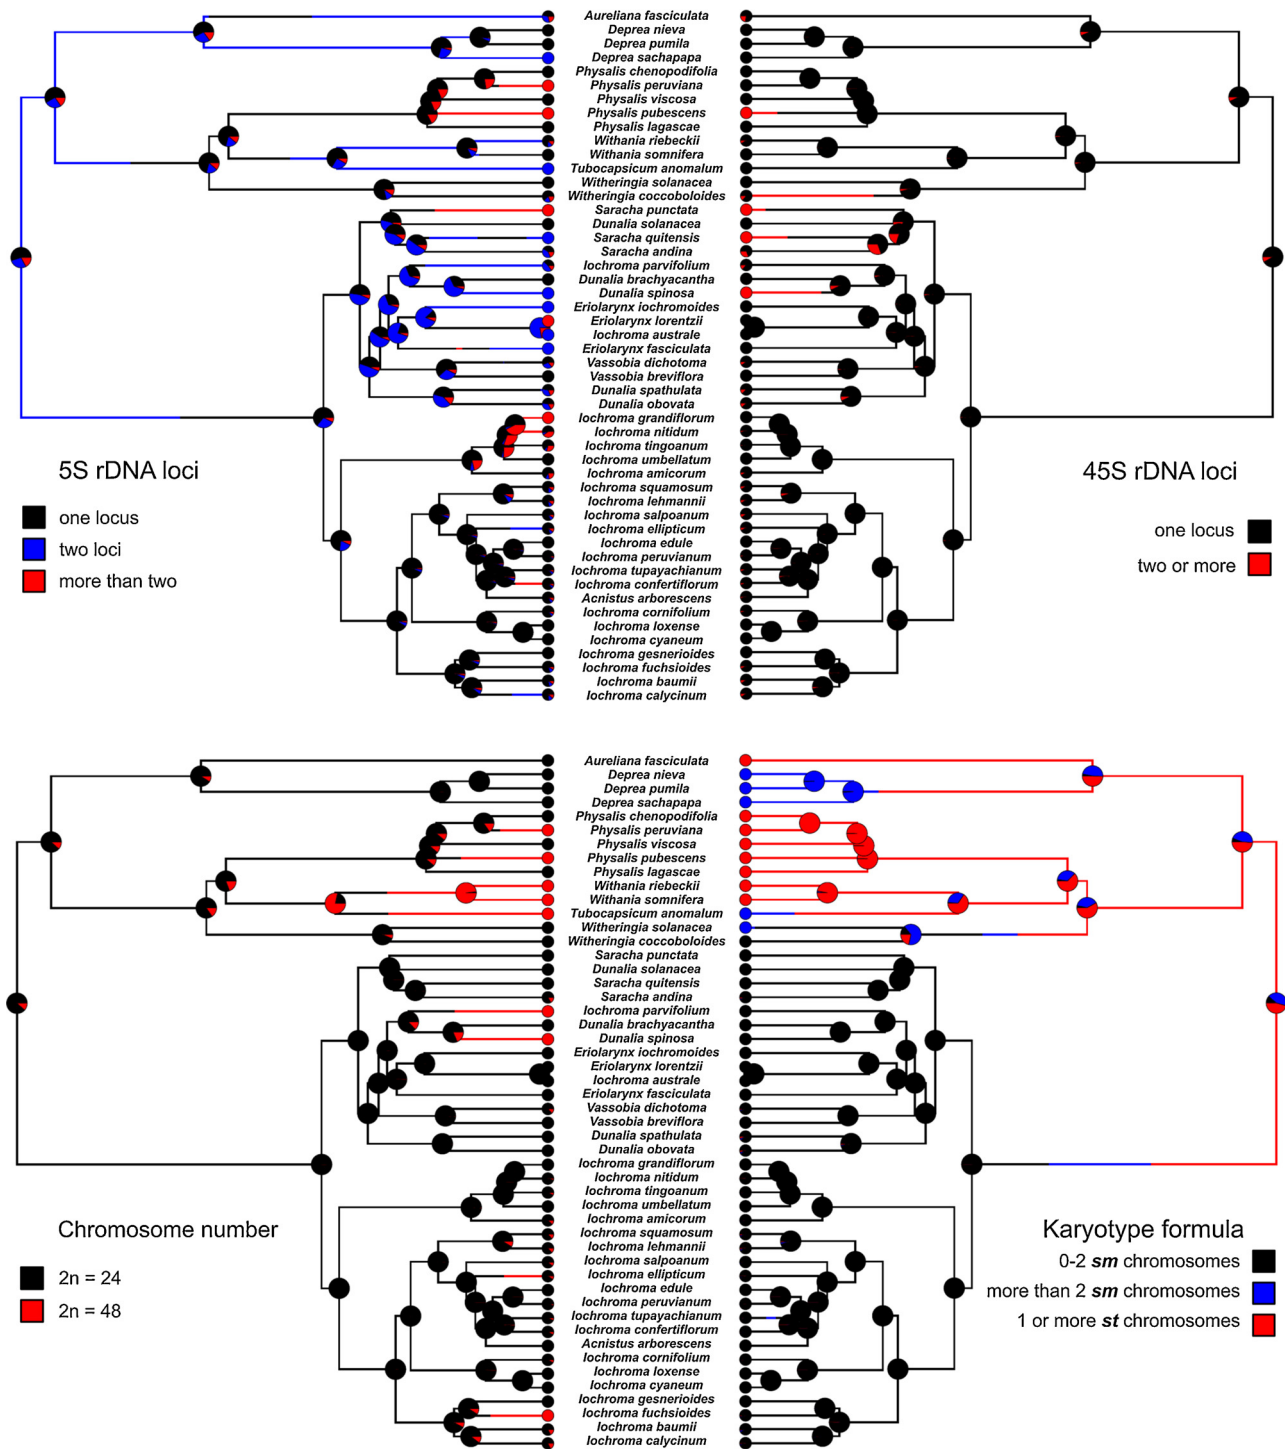 Aureliana fasciculata
Deprea nieva
Deprea pumila
Deprea sachapapa
Physalis chenopodifolia
Physalis peruviana
Physalis viscosa
Physalis pubescens
Physalis lagascae
Withania riebeckii
Withania somnifera
Tubocapsicum anomalum
Witheringia solanacea
Witheringia coccoboloides
Saracha punctata
Dunalia solanacea
Saracha quitensis
Saracha andina
Iochroma parvifolium
Dunalia brachyacantha
Dunalia spinosa
Eriolarynx iochromoides
Eriolarynx lorentzii
Iochroma australe
Eriolarynx fasciculata
Vassobia dichotoma
Vassobia breviflora
Dunalia spathulata
Dunalia obovata
Iochroma grandiflorum
Iochroma nitidum
Iochroma tingoanum
Iochroma umbellatum
Iochroma amicorum
Iochroma squamosum
Iochroma lehmannii
Iochroma salpoanum
Iochroma ellipticum
Iochroma edule
Iochroma peruvianum
Iochroma tupayachianum
Iochroma confertiflorum
Acnistus arborescens
Iochroma cornifolium
Iochroma loxense
Iochroma cyaneum
Iochroma gesnerioides
Iochroma fuchsioides
Iochroma baumii
Iochroma calycinum
5S rDNA loci
one locus
two loci
more than two
45S rDNA loci
one locus
two or more
Aureliana fasciculata
Deprea nieva
Deprea pumila
Deprea sachapapa
Physalis chenopodifolia
Physalis peruviana
Physalis viscosa
Physalis pubescens
Physalis lagascae
Withania riebeckii
Withania somnifera
Tubocapsicum anomalum
Witheringia solanacea
Witheringia coccoboloides
Saracha punctata
Dunalia solanacea
Saracha quitensis
Saracha andina
Iochroma parvifolium
Dunalia brachyacantha
Dunalia spinosa
Eriolarynx iochromoides
Eriolarynx lorentzii
Iochroma australe
Eriolarynx fasciculata
Vassobia dichotoma
Vassobia breviflora
Dunalia spathulata
Dunalia obovata
Iochroma grandiflorum
Iochroma nitidum
Iochroma tingoanum
Iochroma umbellatum
Iochroma amicorum
Iochroma squamosum
Iochroma lehmannii
Iochroma salpoanum
Iochroma ellipticum
Iochroma edule
Iochroma peruvianum
Iochroma tupayachianum
Iochroma confertiflorum
Acnistus arborescens
Iochroma cornifolium
Iochroma loxense
Iochroma cyaneum
Iochroma gesnerioides
Iochroma fuchsioides
Iochroma baumii
Iochroma calycinum
Chromosome number
2n = 24
2n = 48
Karyotype formula
0-2 sm chromosomes
more than 2 sm chromosomes
1 or more st chromosomes